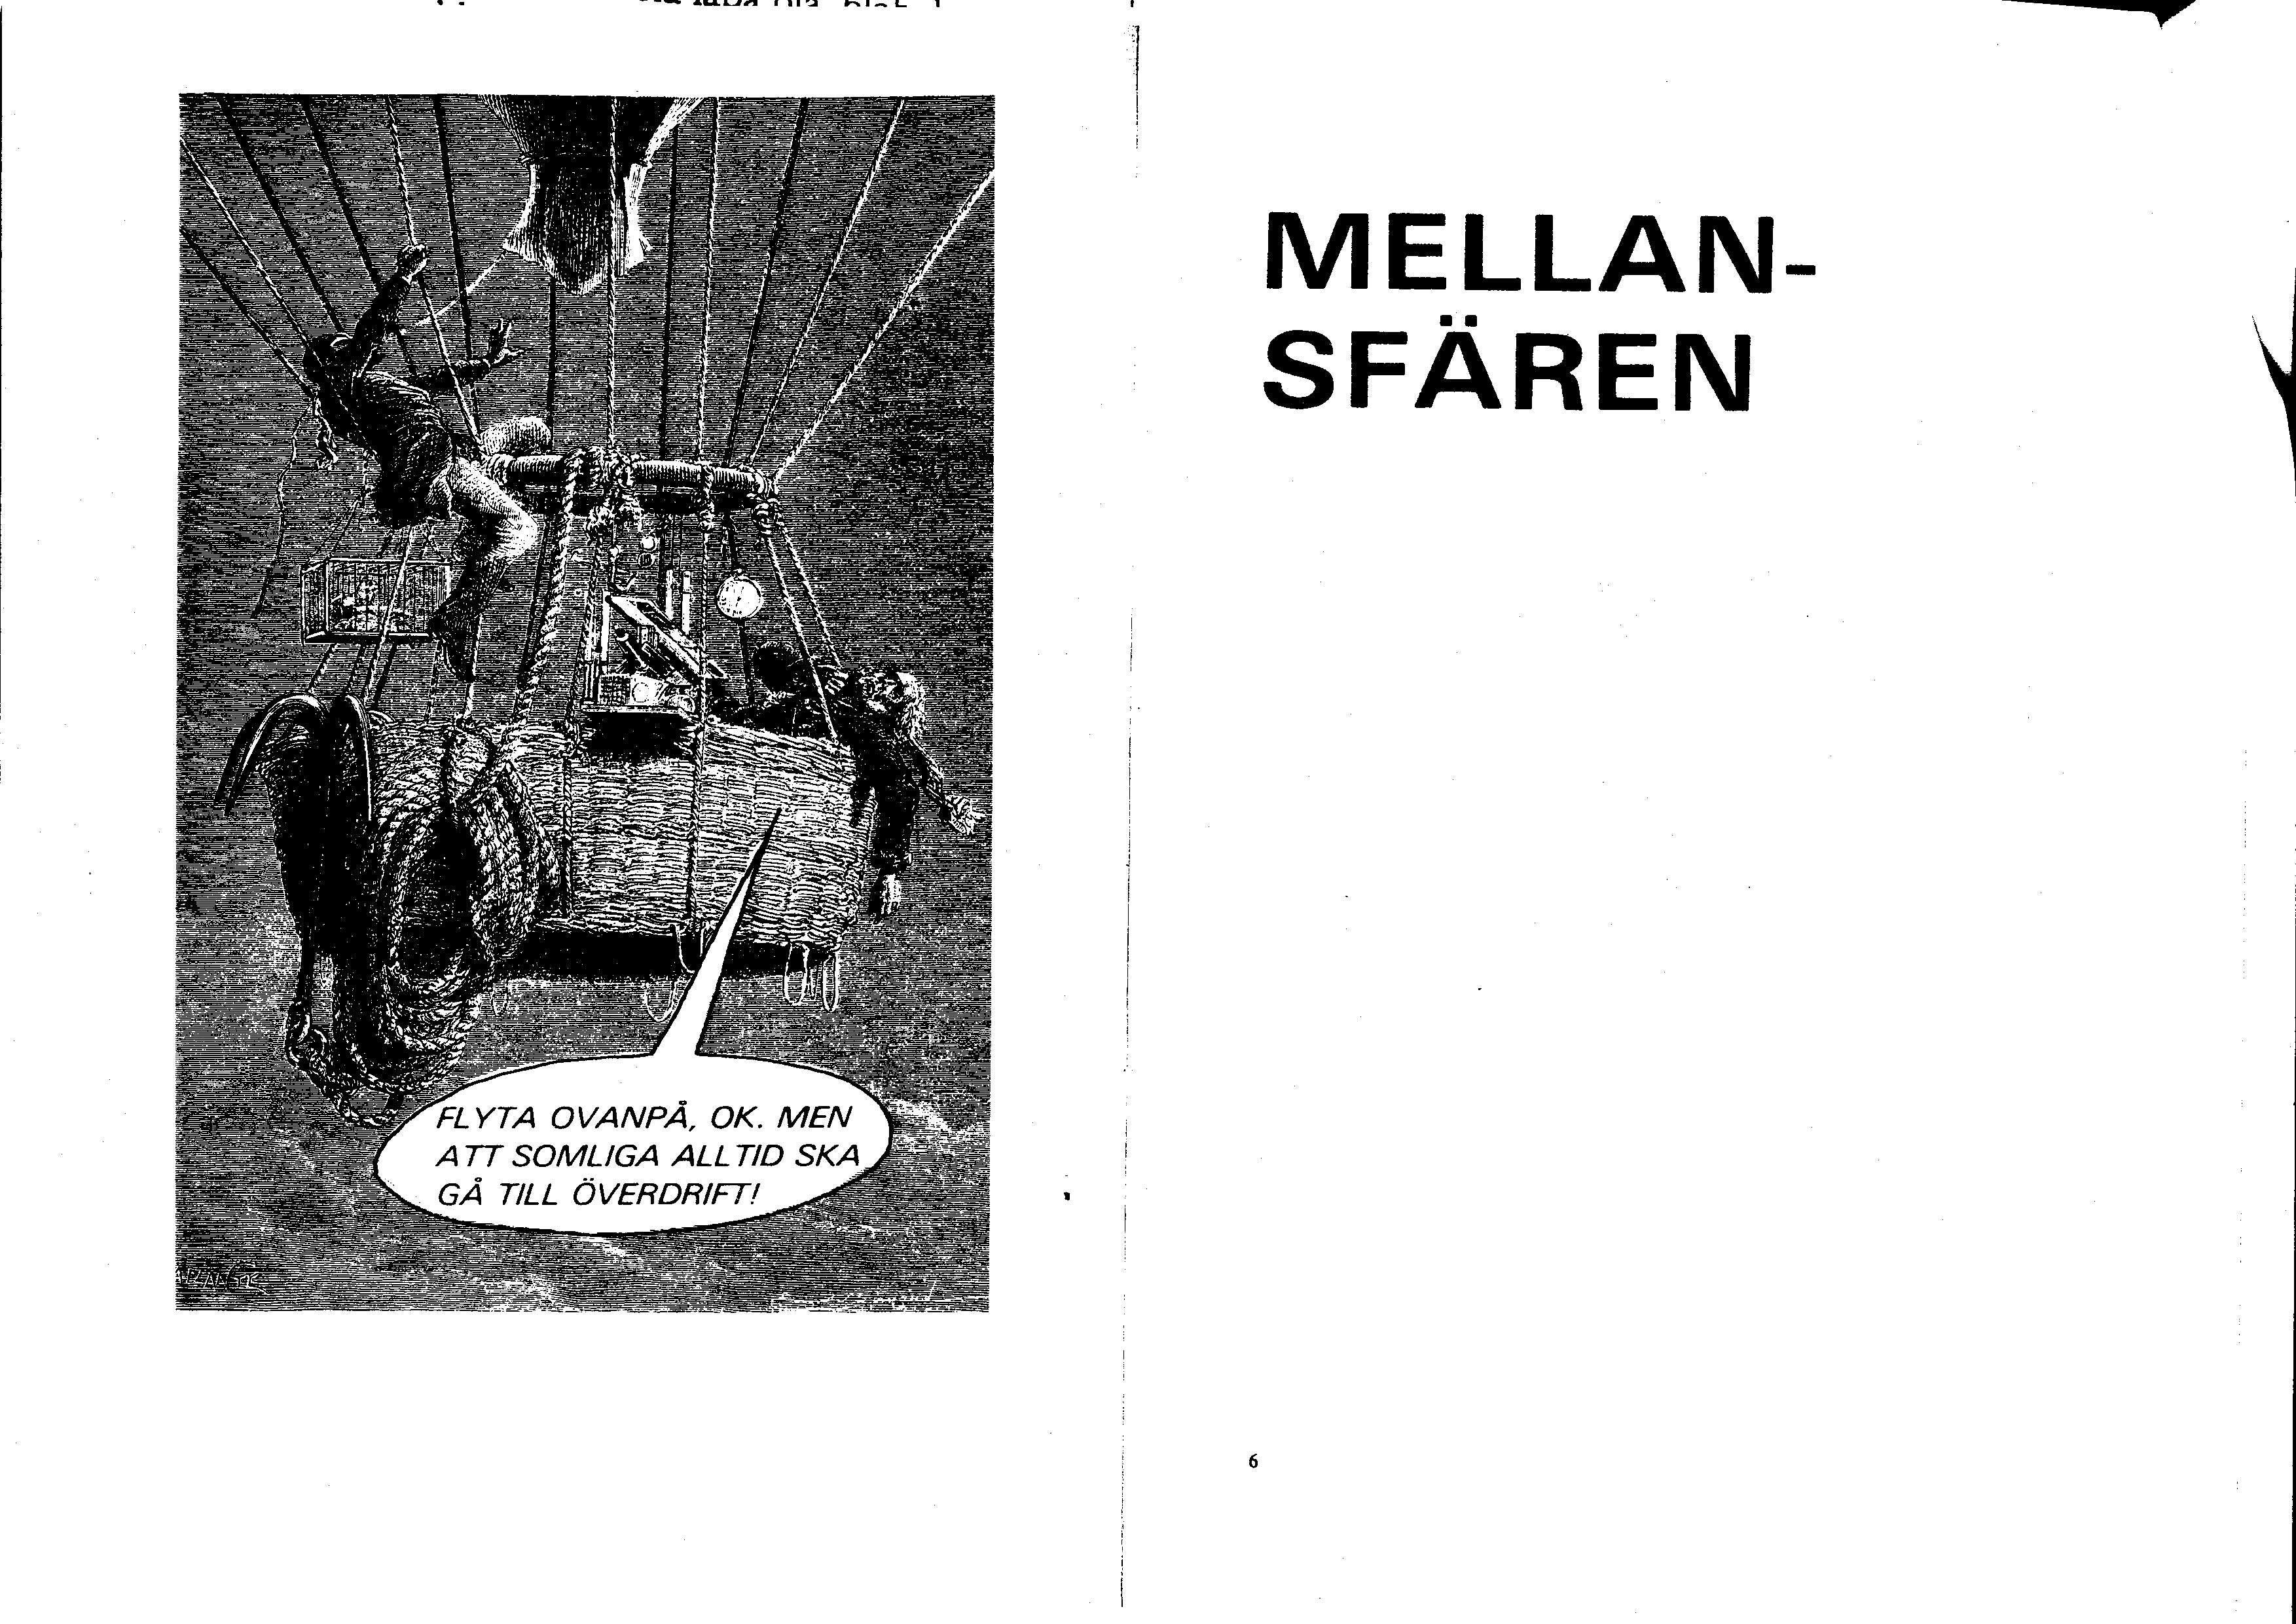 FLYTA OVANPÅ, OK. MEN
ATT SOMLIGA ALLTID SKA
GÅ TILL ÖVERDRIFT!
MELLAN-
SFÄREN
6